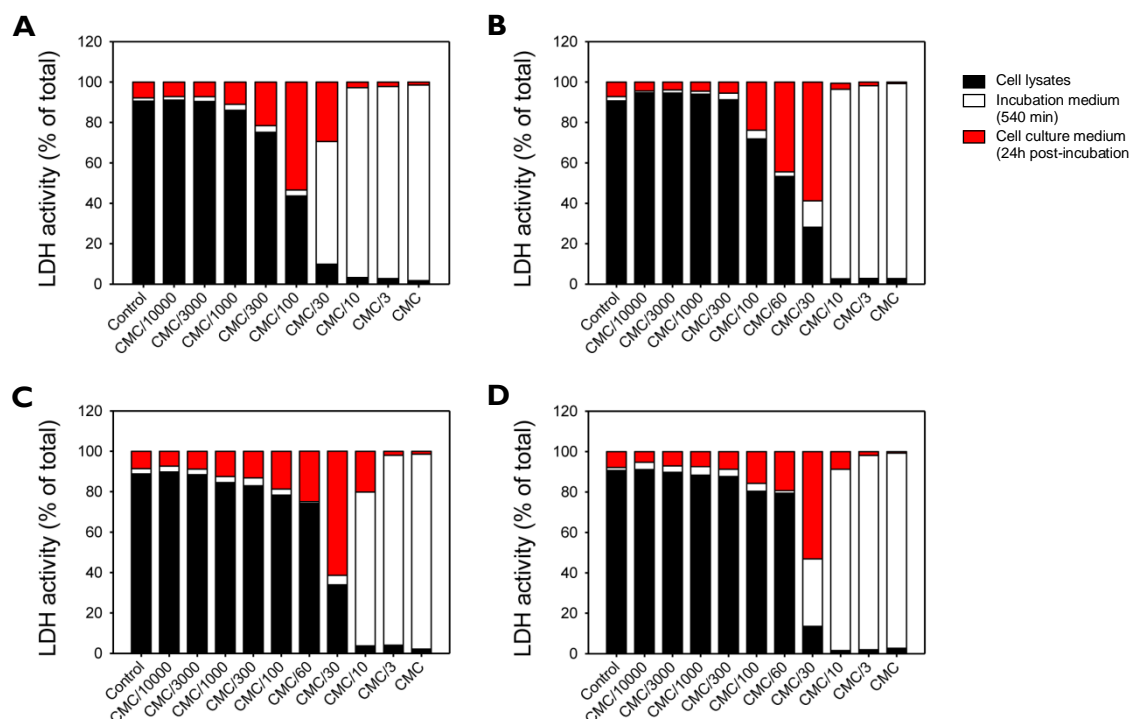 A
LDH activity (% of total)
120
100
80
60
40
20
0
Control
CMC/10000
CMC/3000
CMC/1000
CMC/300
CMC/100
CMC/30
CMC/10
CMC/3
CMC
B
LDH activity (% of total)
120
100
80
60
40
20
0
Control
CMC/10000
CMC/3000
CMC/1000
CMC/300
CMC/100
CMC/60
CMC/30
CMC/10
CMC/3
CMC
Cell lysates
Incubation medium
(540 min)
Cell culture medium
(24h post-incubation
C
LDH activity (% of total)
120
100
80
60
40
20
0
Control
CMC/10000
CMC/3000
CMC/1000
CMC/300
CMC/100
CMC/60
CMC/30
CMC/10
CMC/3
CMC
D
LDH activity (% of total)
120
100
80
60
40
20
0
Control
CMC/10000
CMC/3000
CMC/1000
CMC/300
CMC/100
CMC/60
CMC/30
CMC/10
CMC/3
CMC